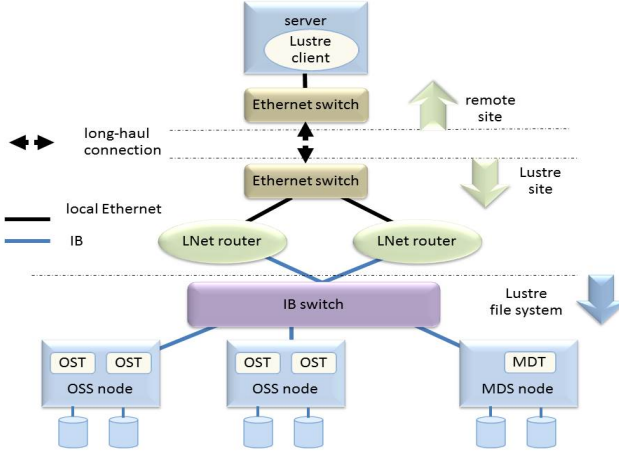 server
Lustre
client
Ethernet switch
remote
site
long-haul
connection
Ethernet switch
Lustre
site
local Ethernet
IB
LNet router
LNet router
IB switch
Lustre
file system
OST OST
OSS node
OST OST
OSS node
MDT
MDS node